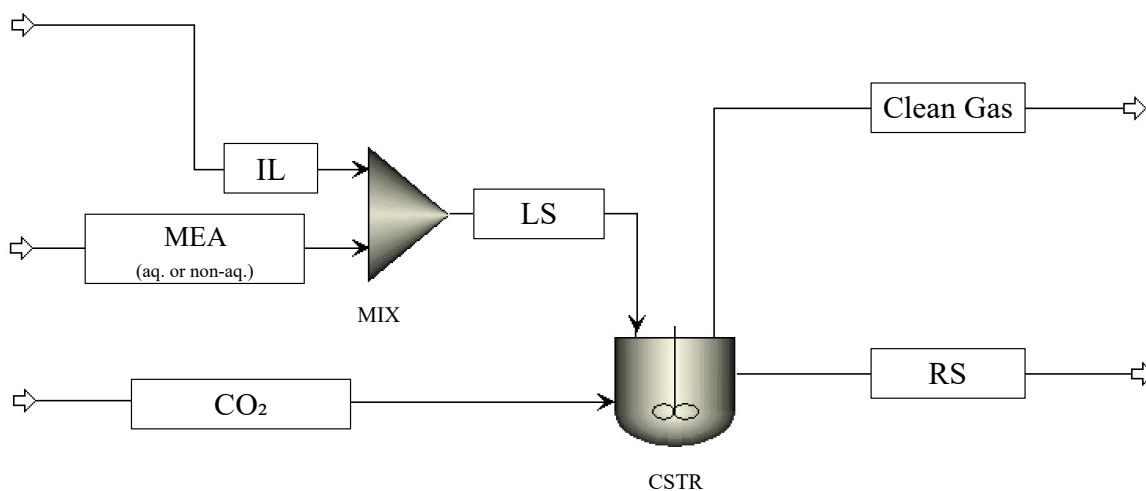 IL
MEA
(aq. or non-aq.)
MIX
LS
CO₂
CSTR
Clean Gas
RS